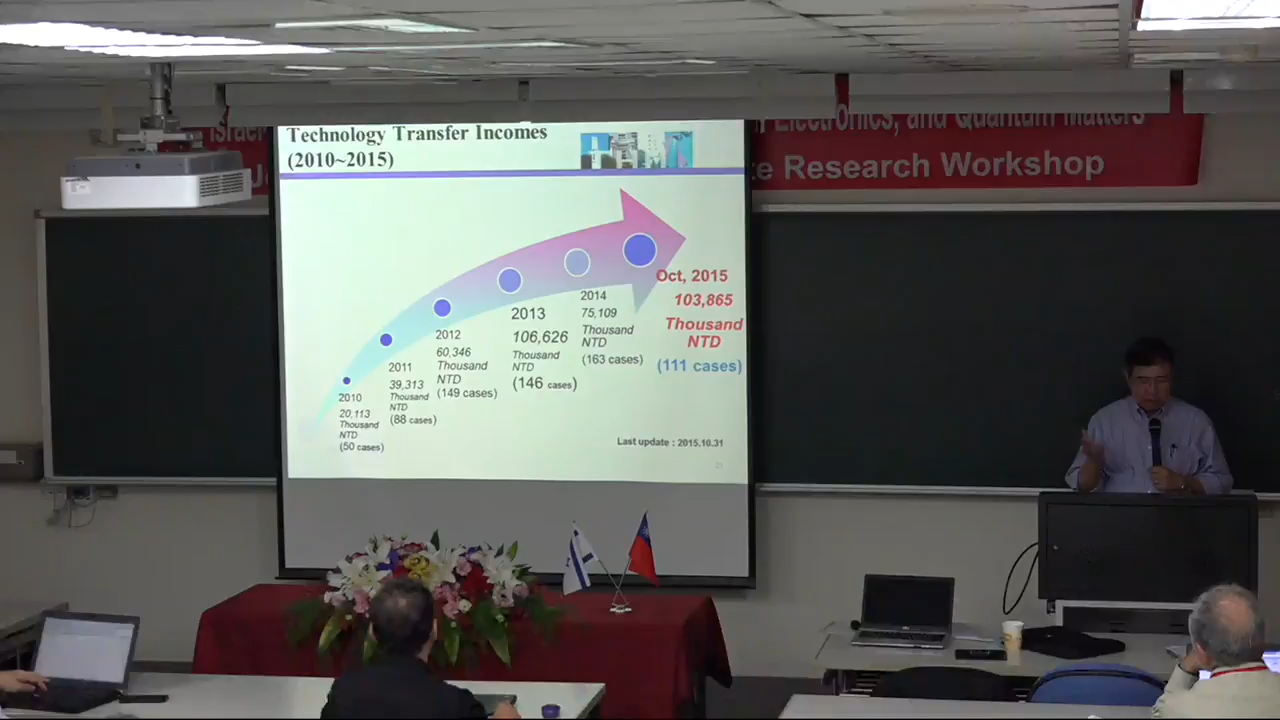 Electronics, and Quantum Matters
Research Workshop
Technology Transfer Incomes
(2010~2015)
2010
20,113
Thousand
NTD
(50 cases)
2011
39,313
Thousand
NTD
(88 cases)
2012
60,346
Thousand
NTD
(149 cases)
2013
106,626
Thousand
NTD
(146 cases)
2014
75,109
Thousand
NTD
(163 cases)
Oct, 2015
103,865
Thousand
NTD
(111 cases)
Last update : 2015.10.31